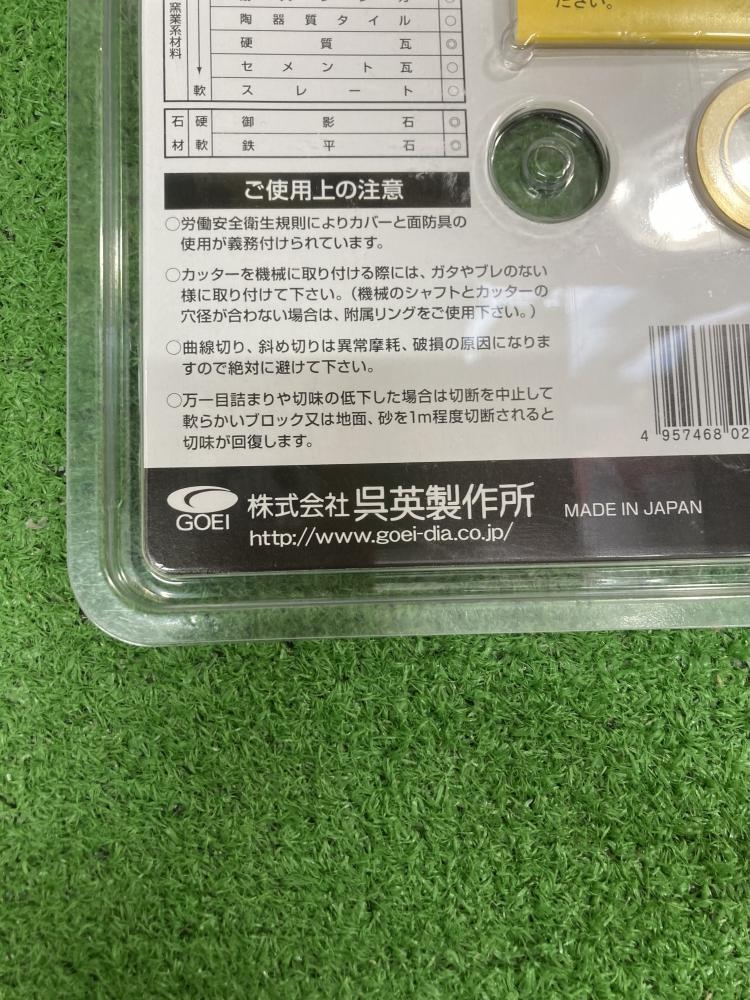 ださい。
窯業系材料
陶器質タイル ○
硬質瓦 ◎
セメント瓦 ○
軟 スレート ○
石材 硬 御影石 ◎
軟 鉄平石 ◎
ご使用上の注意
○労働安全衛生規則によりカバーと面防具の
使用が義務付けられています。
○カッターを機械に取り付ける際には、ガタやブレのない
様に取り付けて下さい。（機械のシャフトとカッターの
穴径が合わない場合は、附属リングをご使用下さい。）
○曲線切り、斜め切りは異常摩耗、破損の原因になりま
すので絶対に避けて下さい。
○万一目詰まりや切味の低下した場合は切断を中止して
軟らかいブロック又は地面、砂を1m程度切断されると
切味が回復します。
4 957468 02
GOEI 株式会社 呉英製作所 MADE IN JAPAN
http://www.goei-dia.co.jp/